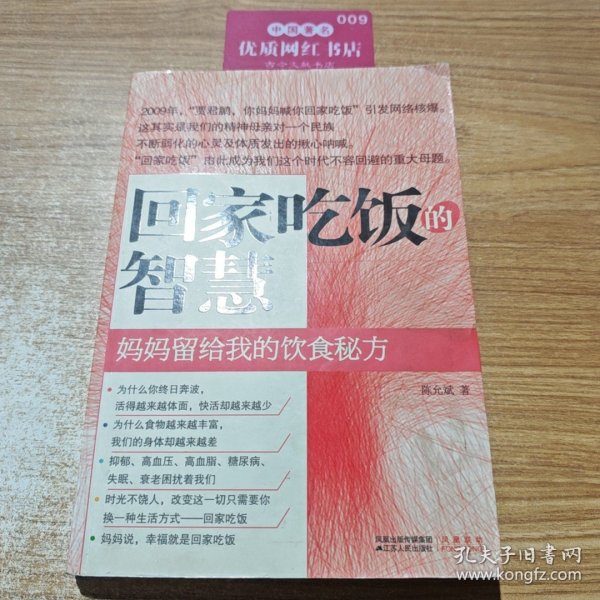 009
中国著名
优质网红书店
古今文献书店
2009年，“贾君鹏，你妈妈喊你回家吃饭”引发网络核爆。
这其实是我们的精神母亲对一个民族
不断弱化的心灵及体质发出的揪心呐喊。
“回家吃饭”由此成为我们这个时代不容回避的重大母题。
回家吃饭的
智慧
妈妈留给我的饮食秘方
陈允斌 著
• 为什么你终日奔波，
活得越来越体面，快活却越来越少
• 为什么食物越来越丰富，
我们的身体却越来越差
• 抑郁、高血压、高血脂、糖尿病、
失眠、衰老困扰着我们
• 时光不饶人，改变这一切只需要你
换一种生活方式——回家吃饭
• 妈妈说，幸福就是回家吃饭
凤凰出版传媒集团
江苏人民出版社
凤凰联动
孔夫子旧书网
www.kongfz.com